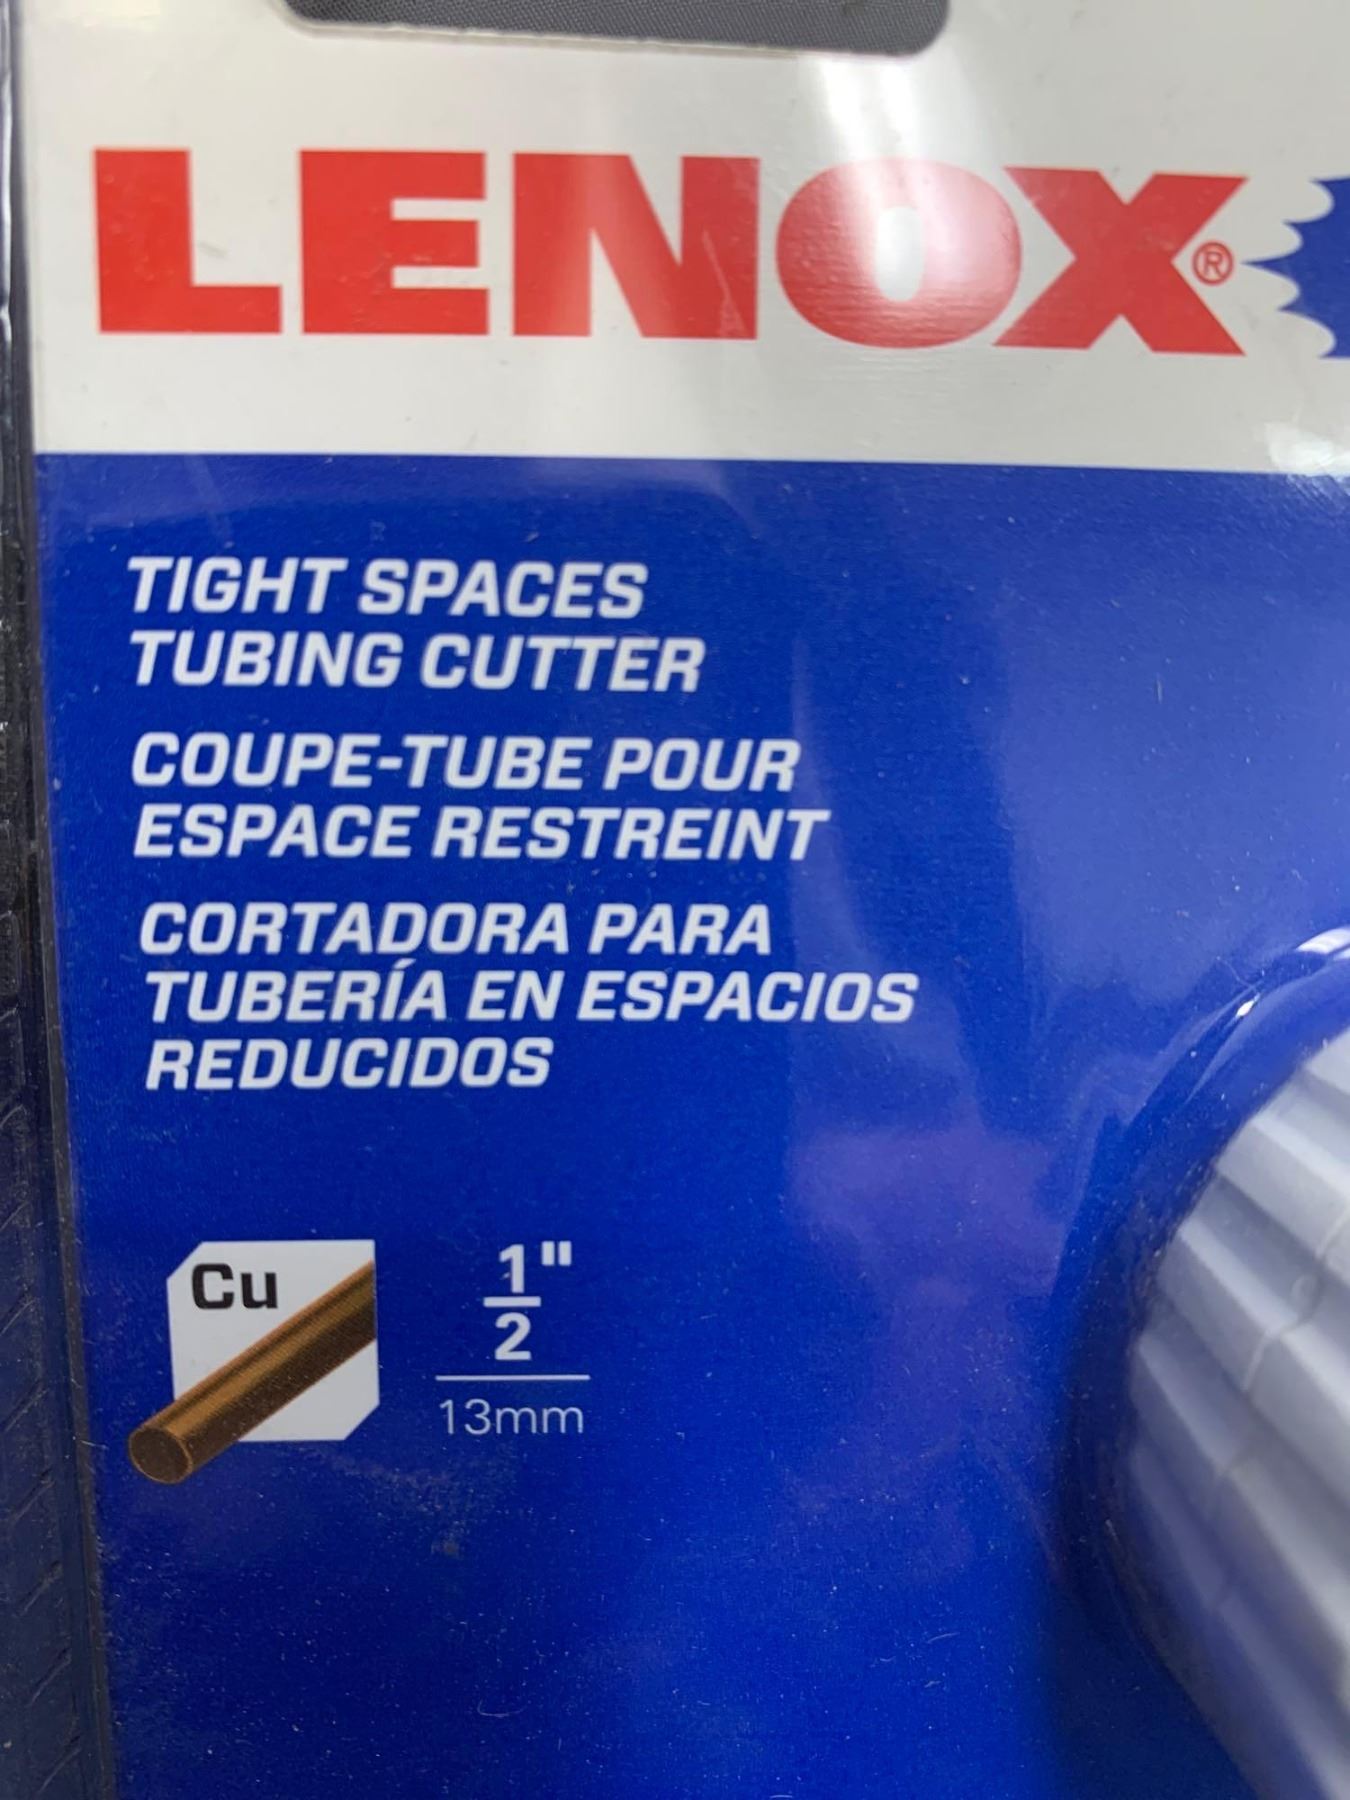 LENOX®
TIGHT SPACES
TUBING CUTTER
COUPE-TUBE POUR
ESPACE RESTREINT
CORTADORA PARA
TUBERÍA EN ESPACIOS
REDUCIDOS
Cu
1/2"
13mm